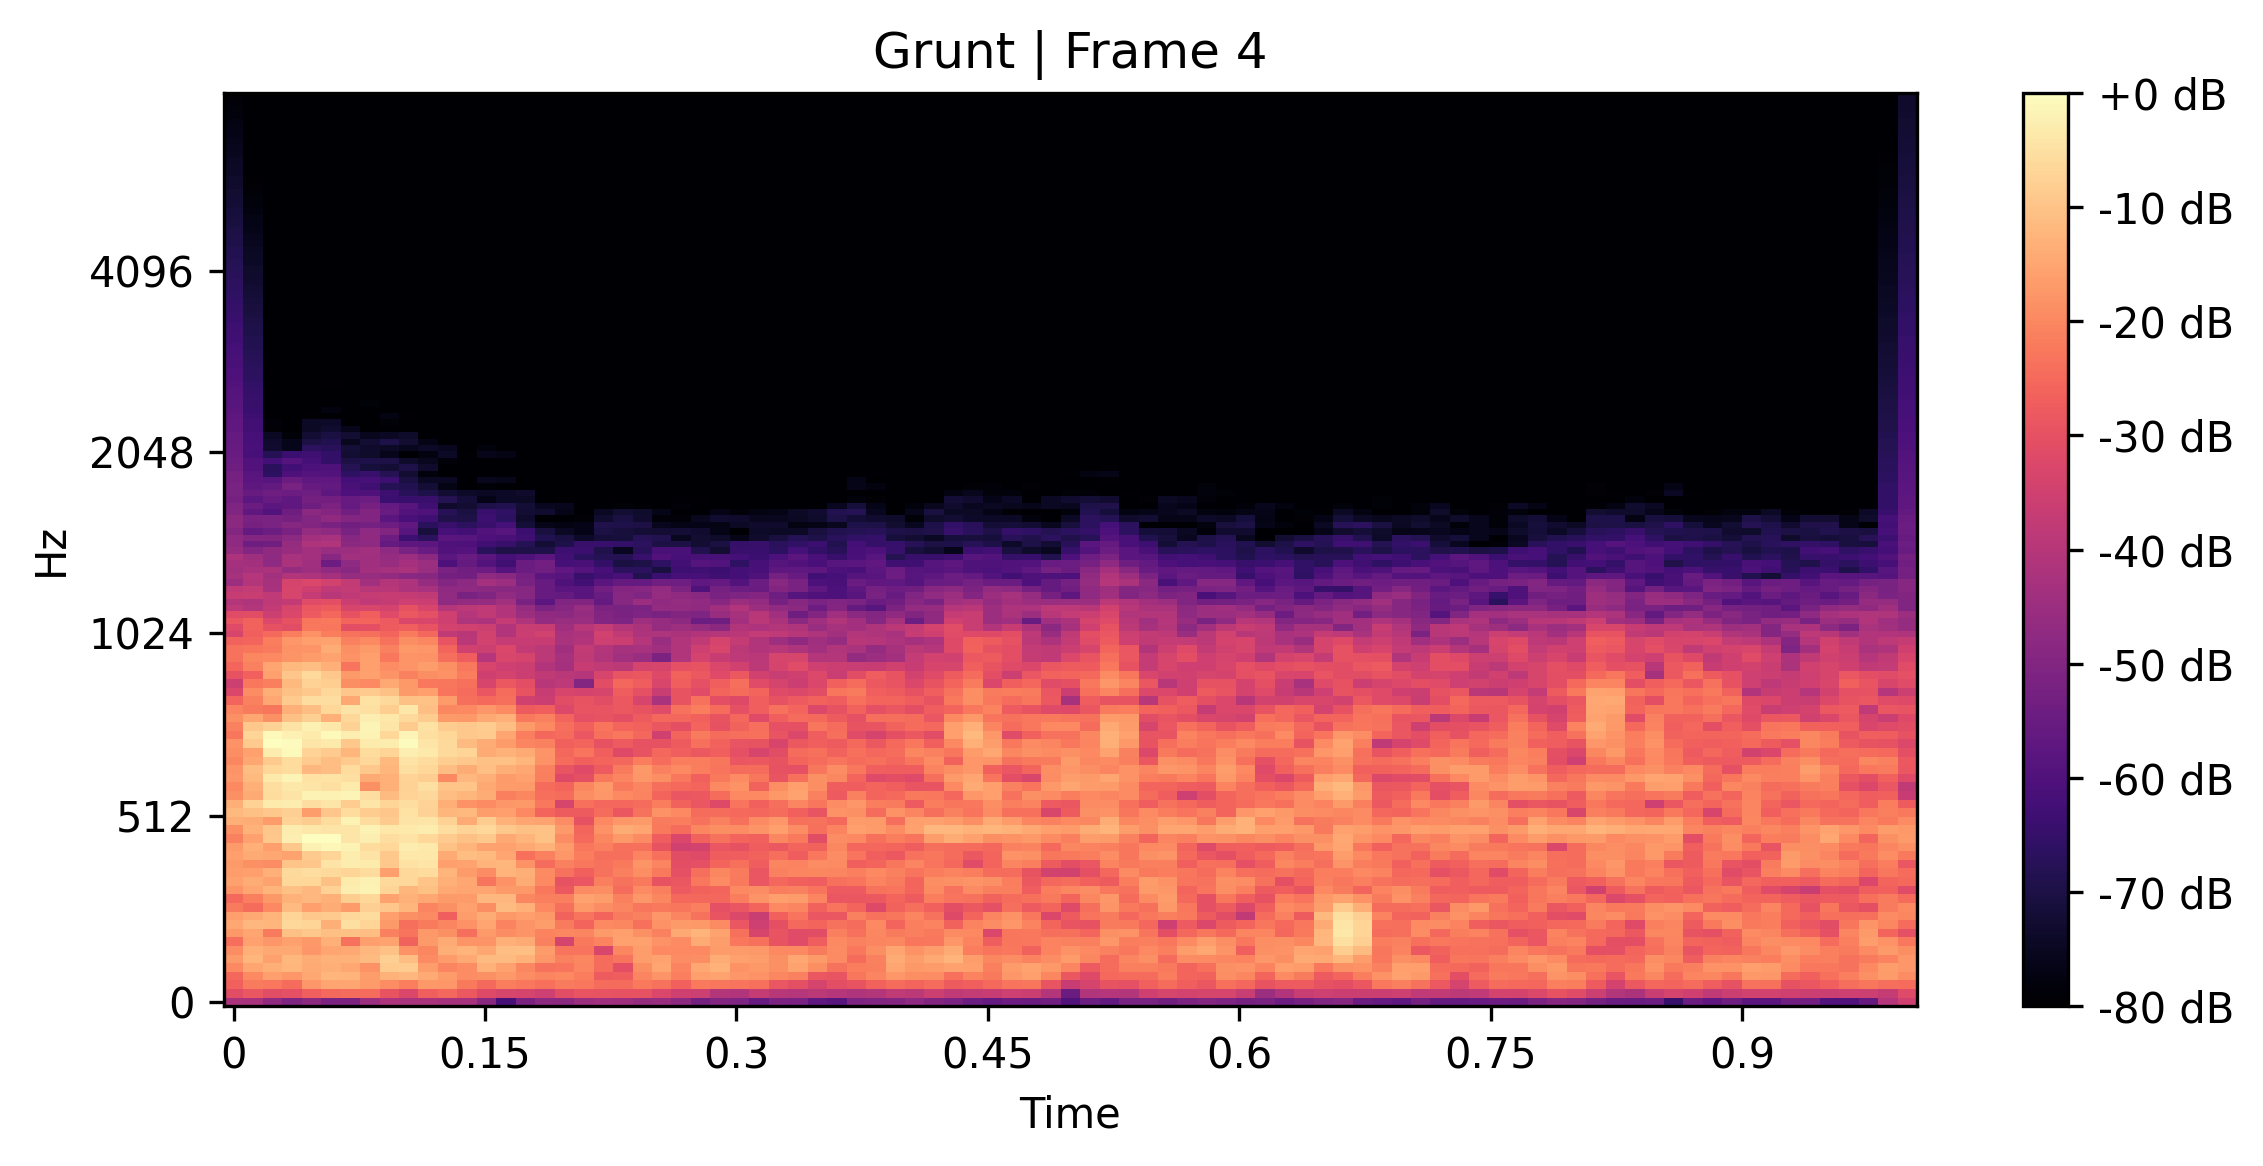 Grunt | Frame 4
Hz
4096
2048
1024
512
0
0 0.15 0.3 0.45 0.6 0.75 0.9
Time
+0 dB
-10 dB
-20 dB
-30 dB
-40 dB
-50 dB
-60 dB
-70 dB
-80 dB